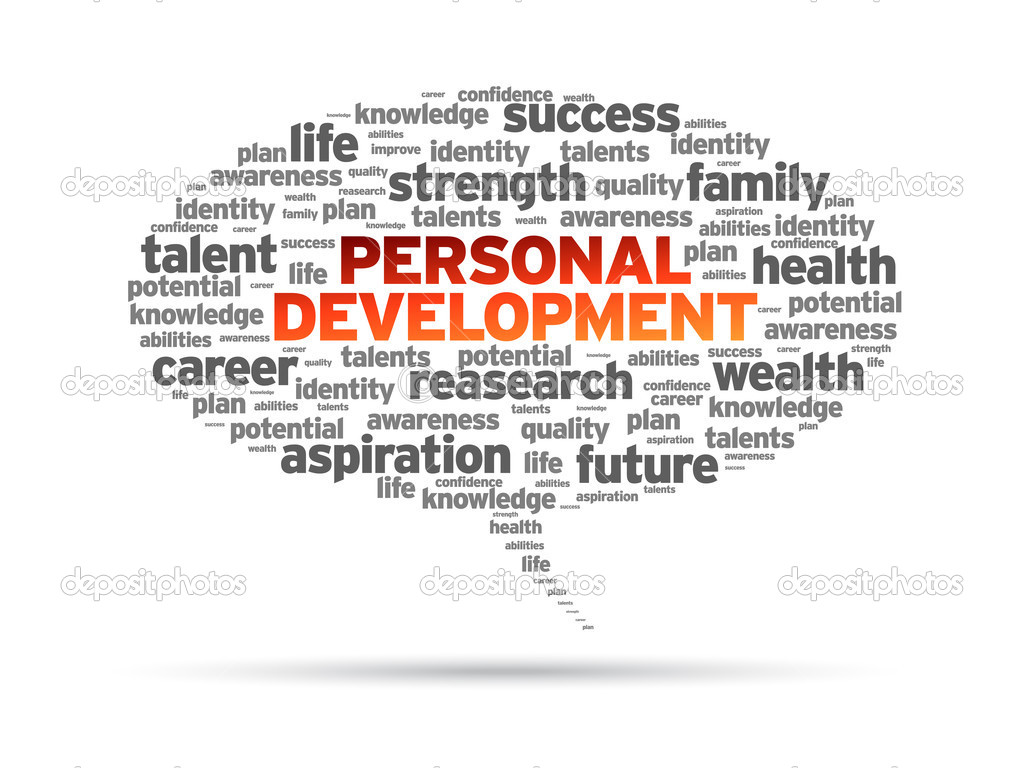 career confidence wealth
knowledge knowledge success abilities
life abilities identity
plan improve identity talents career
awareness quality strength quality family
depositphotos depositphotos depositphotos
plan reasearch wealth plan
identity family plan talents wealth awareness aspiration
confidence career knowledge abilities identity
talent success PERSONAL plan confidence
life abilities health
potential career potential
knowledge DEVELOPMENT career awareness
abilities awareness
career career quality talents potential knowledge abilities success career strength
wealth life
depositphotos depositphotos depositphotos
life knowledge identity reasearch confidence
plan abilities talents talents knowledge career knowledge
success potential awareness quality plan plan
wealth aspiration talents
aspiration life future awareness
success
life confidence abilities talents
knowledge success aspiration
strength
health
abilities
life
depositphotos depositphotos depositphotos
career
plan
talents
strength
career
plan